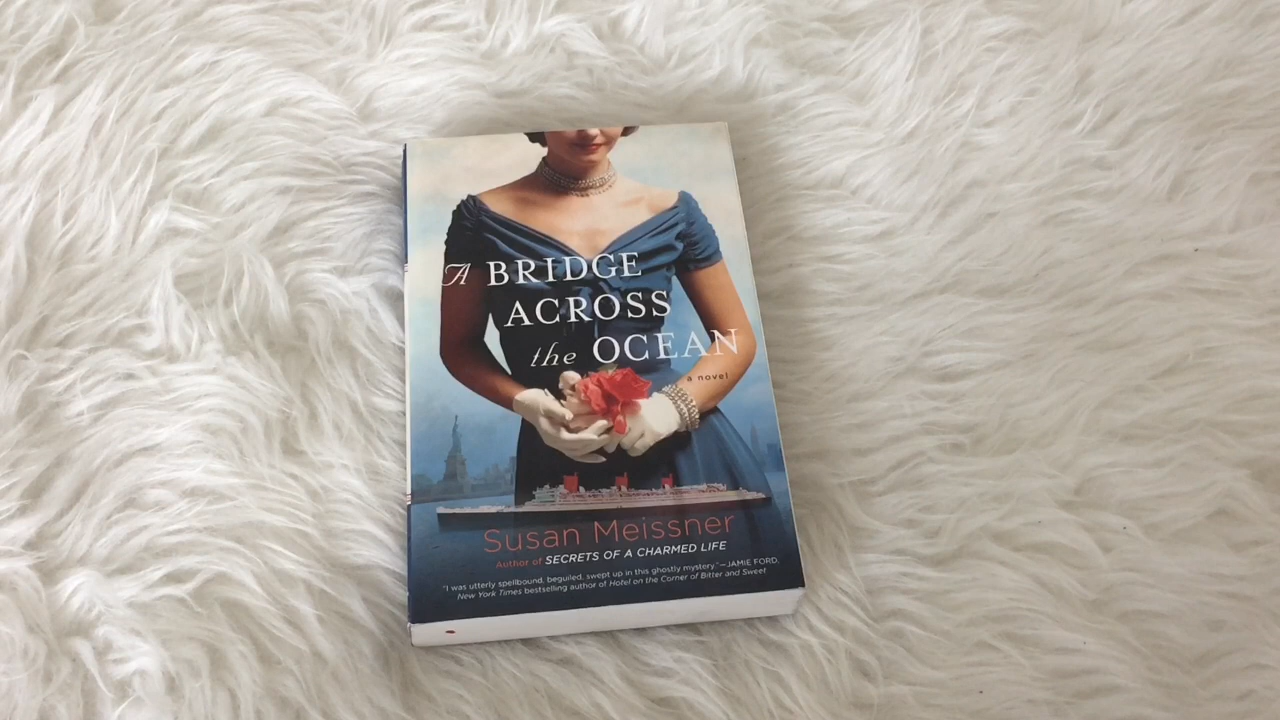 A BRIDGE
ACROSS
the OCEAN
a novel
Susan Meissner
Author of SECRETS OF A CHARMED LIFE
"I was utterly spellbound, beguiled, swept up in this ghostly mystery."—JAMIE FORD,
New York Times bestselling author of Hotel on the Corner of Bitter and Sweet